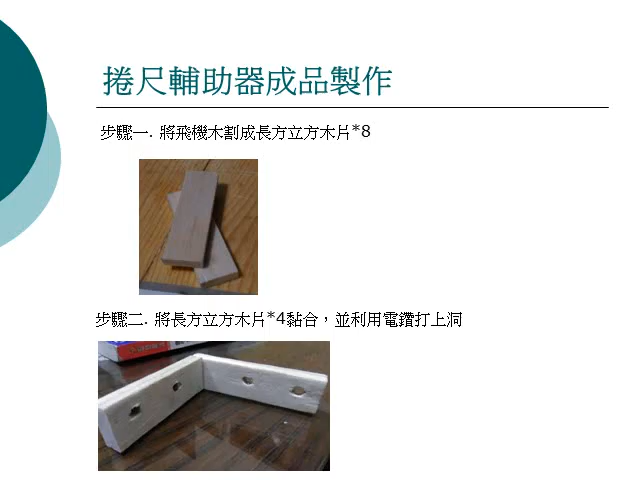 捲尺輔助器成品製作
步驟一. 將飛機木割成長方立方木片*8
步驟二. 將長方立方木片*4黏合，並利用電鑽打上洞